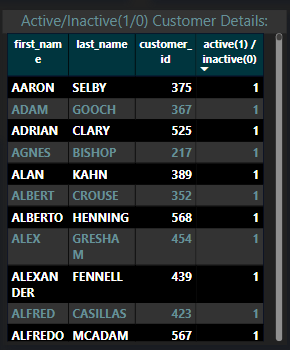 Active/Inactive(1/0) Customer Details:
first_nam last_name customer_ active(1) /
e id inactive(0)
AARON SELBY 375 1
ADAM GOOCH 367 1
ADRIAN CLARY 525 1
AGNES BISHOP 217 1
ALAN KAHN 389 1
ALBERT CROUSE 352 1
ALBERTO HENNING 568 1
ALEX GRESHA 454 1
M
ALEXAN FENNELL 439 1
DER
ALFRED CASILLAS 423 1
ALFREDO MCADAM 567 1